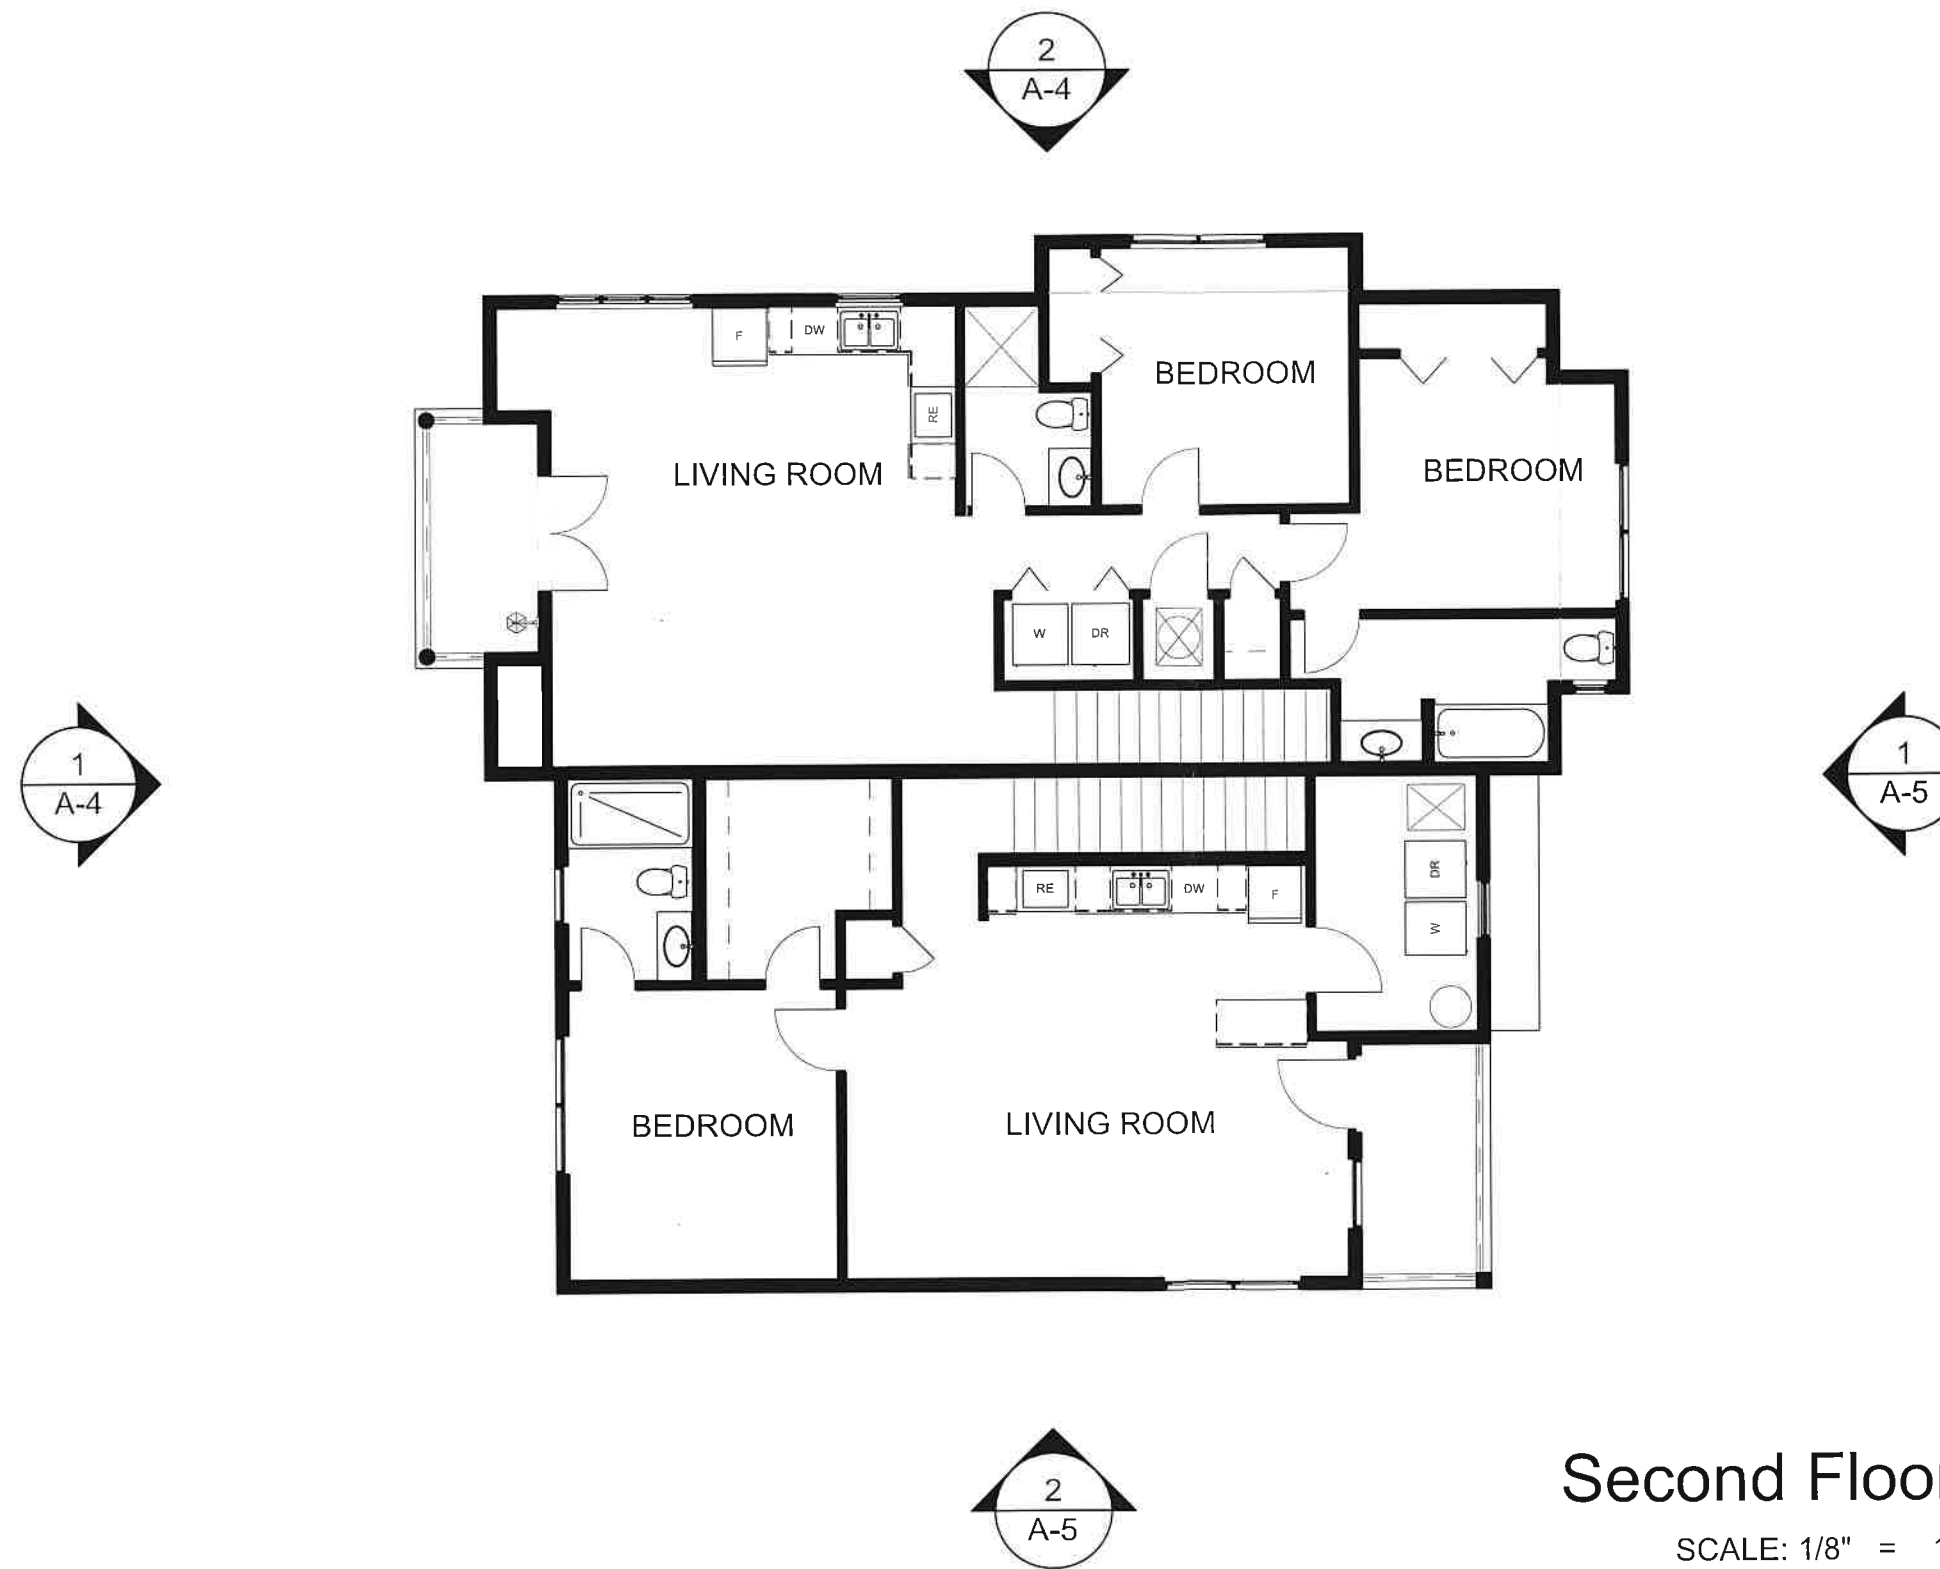 2
A-4
F
DW
RE
BEDROOM
LIVING ROOM
BEDROOM
W
DR
1
A-4
1
A-5
RE
DW
F
DR
W
BEDROOM
LIVING ROOM
2
A-5
Second Floor
SCALE: 1/8" =